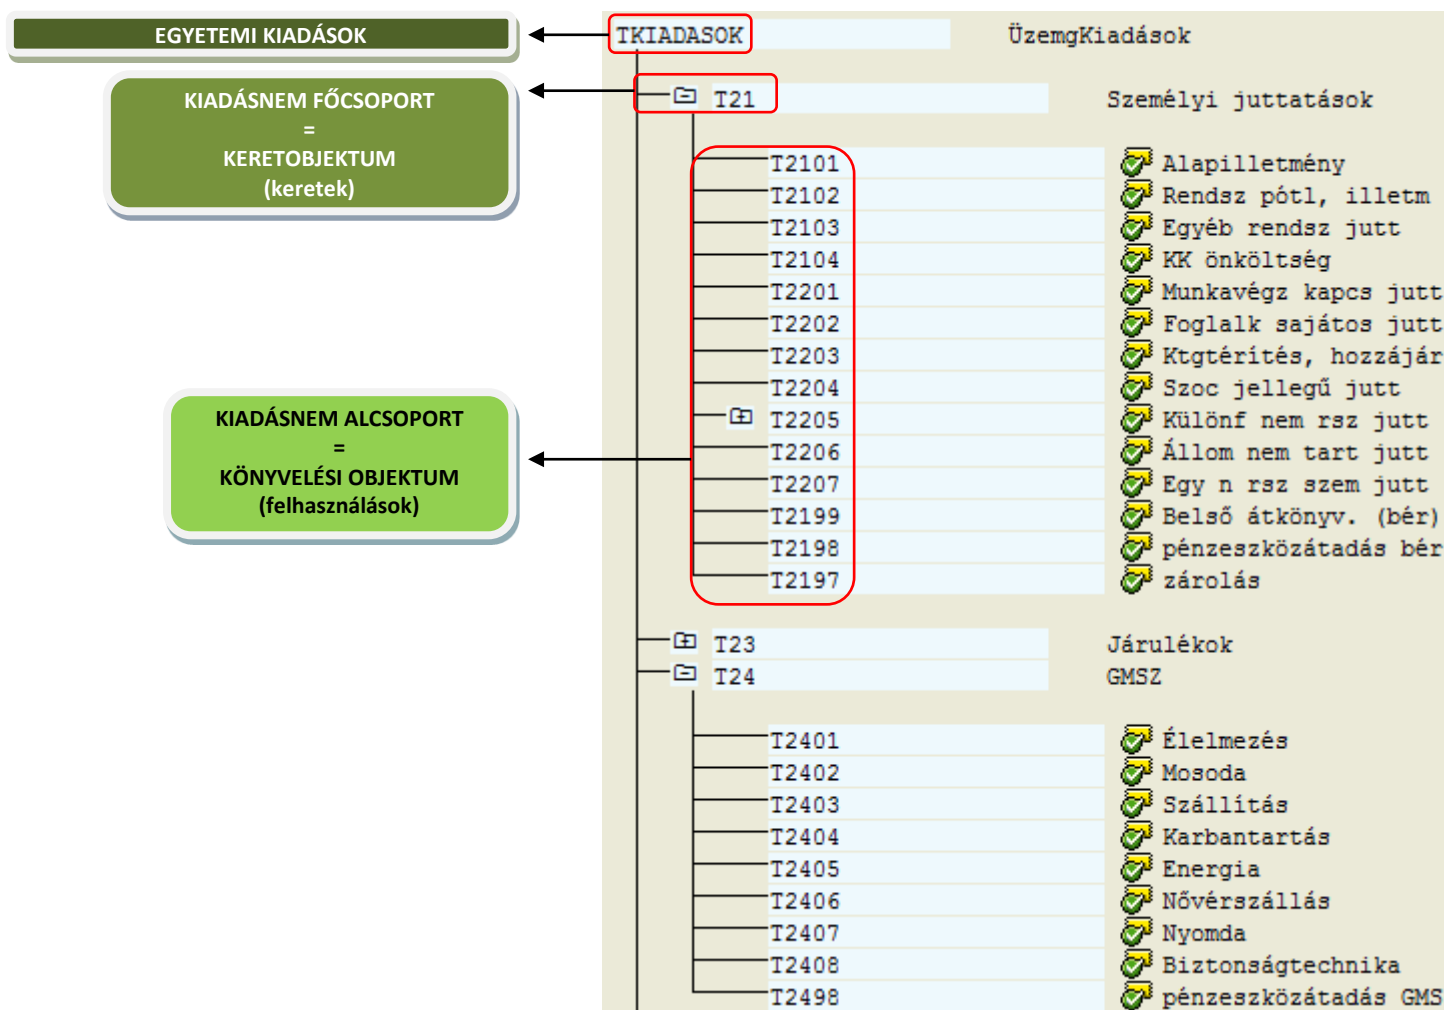 EGYETEMI KIADÁSOK
KIADÁSNEM FŐCSOPORT
=
KERETOBJEKTUM
(keretek)
KIADÁSNEM ALCSOPORT
=
KÖNYVELÉSI OBJEKTUM
(felhasználások)
TKIADASOK ÜzemgKiadások
T21 Személyi juttatások
T2101 Alapilletmény
T2102 Rendsz pótl, illetm
T2103 Egyéb rendsz jutt
T2104 KK önköltség
T2201 Munkavégz kapcs jutt
T2202 Foglalk sajátos jutt
T2203 Ktgtérítés, hozzájár
T2204 Szoc jellegű jutt
T2205 Különf nem rsz jutt
T2206 Állom nem tart jutt
T2207 Egy n rsz szem jutt
T2199 Belső átkönyv. (bér)
T2198 pénzeszközátadás bér
T2197 zárolás
T23 Járulékok
T24 GMSZ
T2401 Élelmezés
T2402 Mosoda
T2403 Szállítás
T2404 Karbantartás
T2405 Energia
T2406 Nővérszállás
T2407 Nyomda
T2408 Biztonságtechnika
T2498 pénzeszközátadás GMS